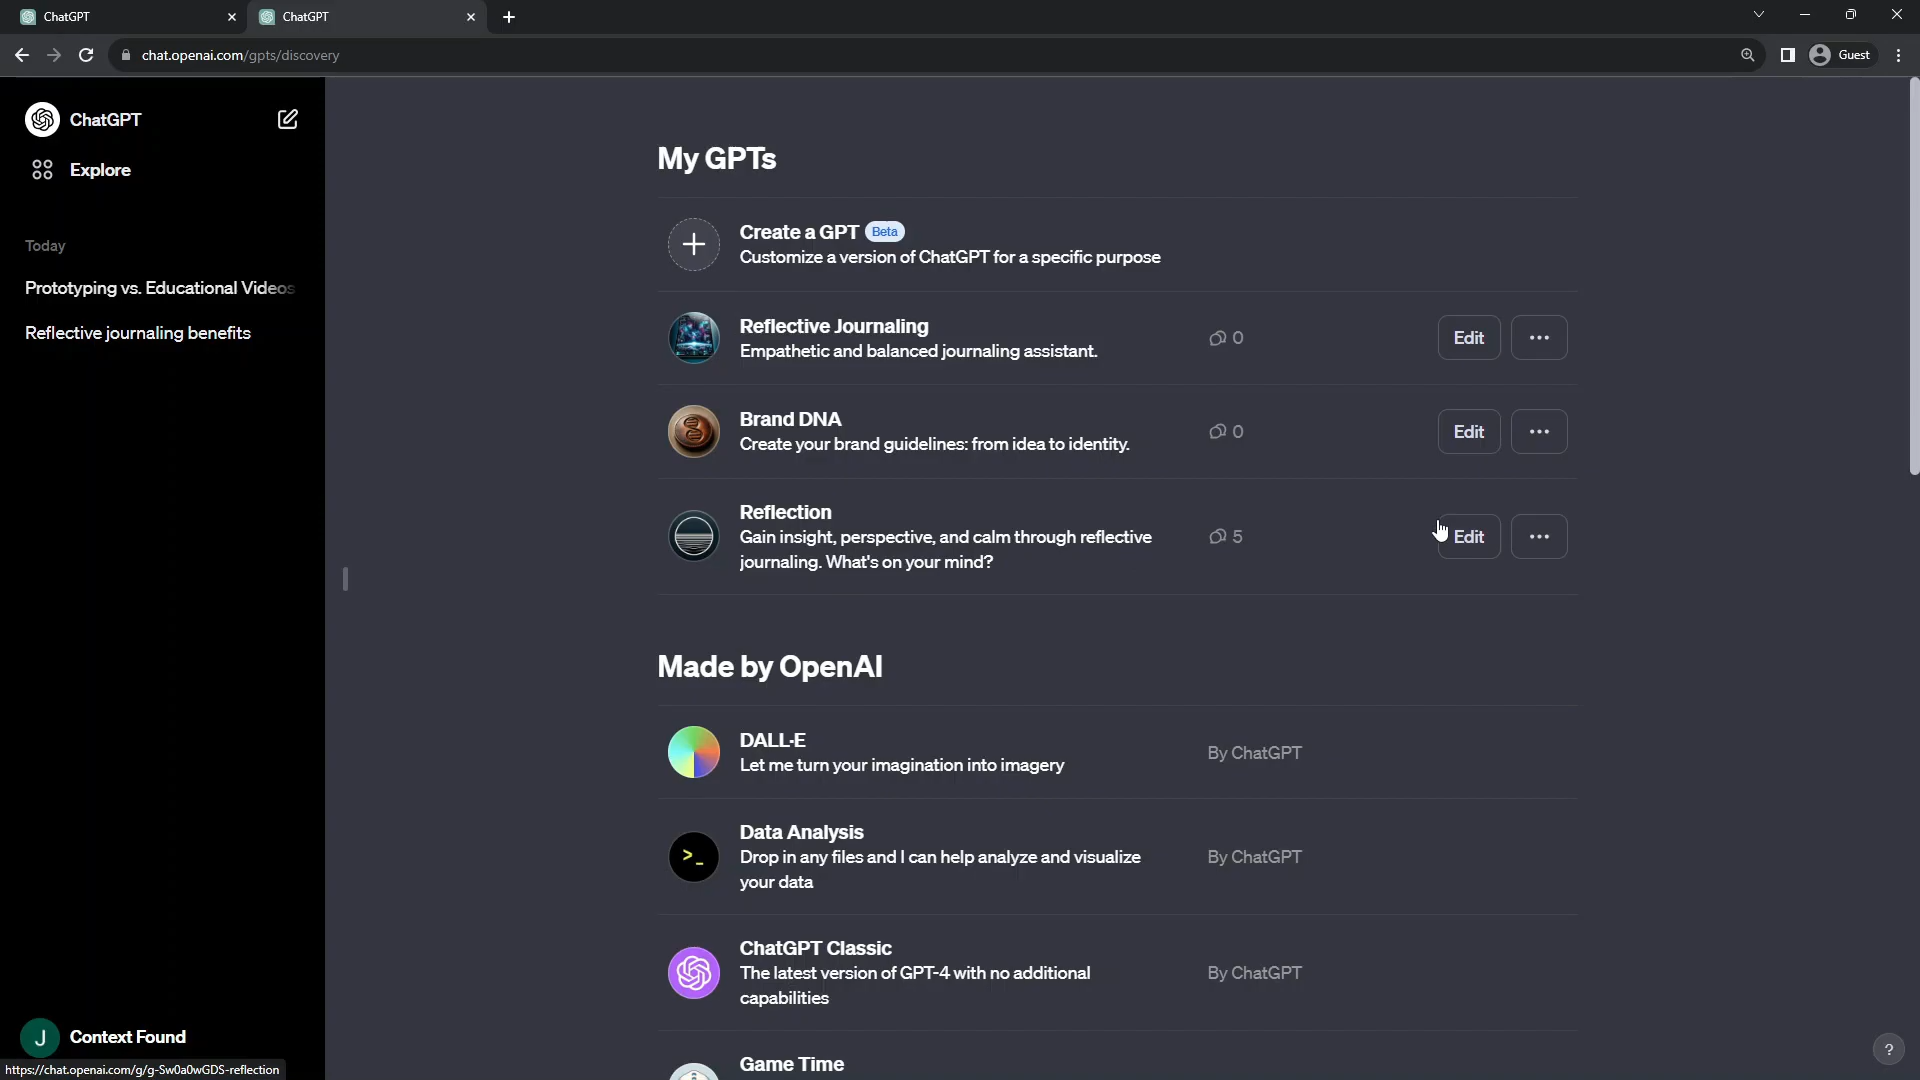 ChatGPT
ChatGPT
chat.openai.com/gpts/discovery
Guest
ChatGPT
Explore
Today
Prototyping vs. Educational Videos
Reflective journaling benefits
My GPTs
Create a GPT Beta
Customize a version of ChatGPT for a specific purpose
Reflective Journaling
Empathetic and balanced journaling assistant.
0
Edit
Brand DNA
Create your brand guidelines: from idea to identity.
0
Edit
Reflection
Gain insight, perspective, and calm through reflective
journaling. What's on your mind?
5
Edit
Made by OpenAI
DALL·E
Let me turn your imagination into imagery
By ChatGPT
Data Analysis
Drop in any files and I can help analyze and visualize
your data
By ChatGPT
>_
ChatGPT Classic
The latest version of GPT-4 with no additional
capabilities
By ChatGPT
Game Time
J
Context Found
?
https://chat.openai.com/g/g-Sw0a0wGDS-reflection